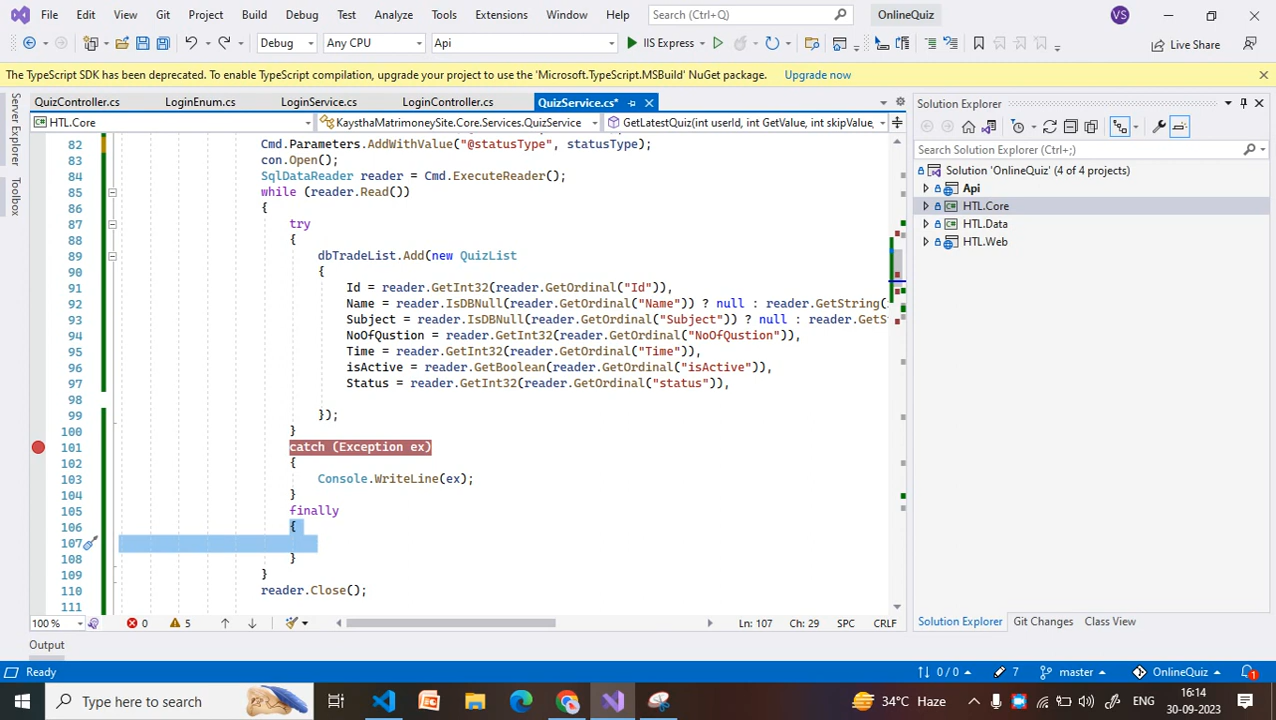 File Edit View Git Project Build Debug Test Analyze Tools Extensions Window Help Search (Ctrl+Q) OnlineQuiz VS
Debug Any CPU Api IIS Express Live Share
The TypeScript SDK has been deprecated. To enable TypeScript compilation, upgrade your project to use the 'Microsoft.TypeScript.MSBuild' NuGet package. Upgrade now
Server Explorer
Toolbox
QuizController.cs LoginEnum.cs LoginService.cs LoginController.cs QuizService.cs*
HTL.Core KaysthaMatrimoneySite.Core.Services.QuizService GetLatestQuiz(int userId, int GetValue, int skipValue,
82 Cmd.Parameters.AddWithValue("@statusType", statusType);
83 con.Open();
84 SqlDataReader reader = Cmd.ExecuteReader();
85 while (reader.Read())
86 {
87 try
88 {
89 dbTradeList.Add(new QuizList
90 {
91 Id = reader.GetInt32(reader.GetOrdinal("Id")),
92 Name = reader.IsDBNull(reader.GetOrdinal("Name")) ? null : reader.GetString(
93 Subject = reader.IsDBNull(reader.GetOrdinal("Subject")) ? null : reader.GetS
94 NoOfQustion = reader.GetInt32(reader.GetOrdinal("NoOfQustion")),
95 Time = reader.GetInt32(reader.GetOrdinal("Time")),
96 isActive = reader.GetBoolean(reader.GetOrdinal("isActive")),
97 Status = reader.GetInt32(reader.GetOrdinal("status")),
98
99 });
100 }
101 catch (Exception ex)
102 {
103 Console.WriteLine(ex);
104 }
105 finally
106 {
107
108 }
109 }
110 reader.Close();
111
100 % 0 5 Ln: 107 Ch: 29 SPC CRLF
Output
Solution Explorer
Search Solution Explorer (Ctrl+;)
Solution 'OnlineQuiz' (4 of 4 projects)
Api
HTL.Core
HTL.Data
HTL.Web
Solution Explorer Git Changes Class View
Ready 0 / 0 7 master OnlineQuiz 1
Type here to search 34°C Haze ENG 16:14
30-09-2023